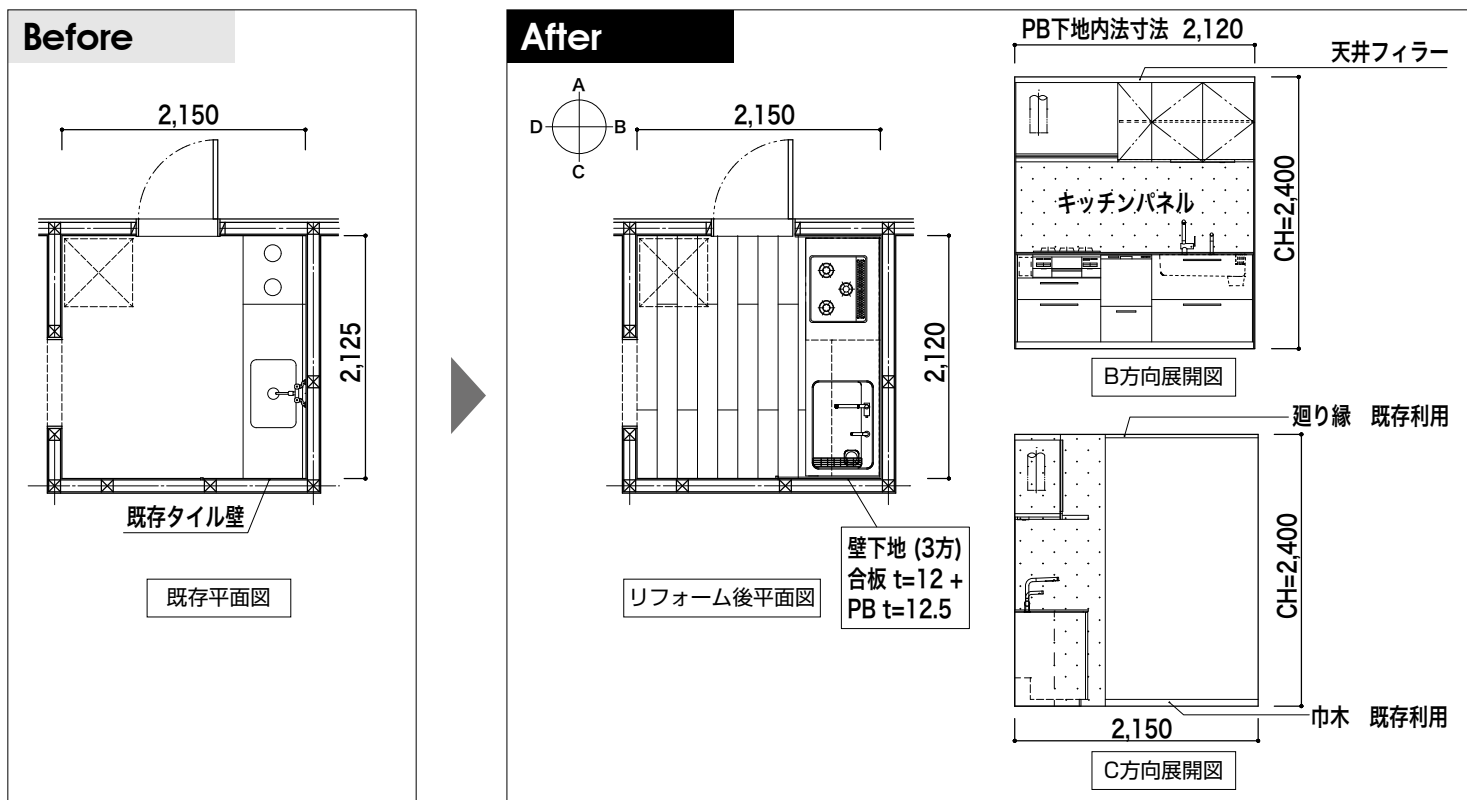 Before
2,150
2,125
既存タイル壁
既存平面図
After
A
D B
C
2,150
2,120
壁下地 (3方)
合板 t=12 +
PB t=12.5
リフォーム後平面図
PB下地内法寸法 2,120
天井フィラー
キッチンパネル
CH=2,400
B方向展開図
廻り縁 既存利用
CH=2,400
巾木 既存利用
2,150
C方向展開図